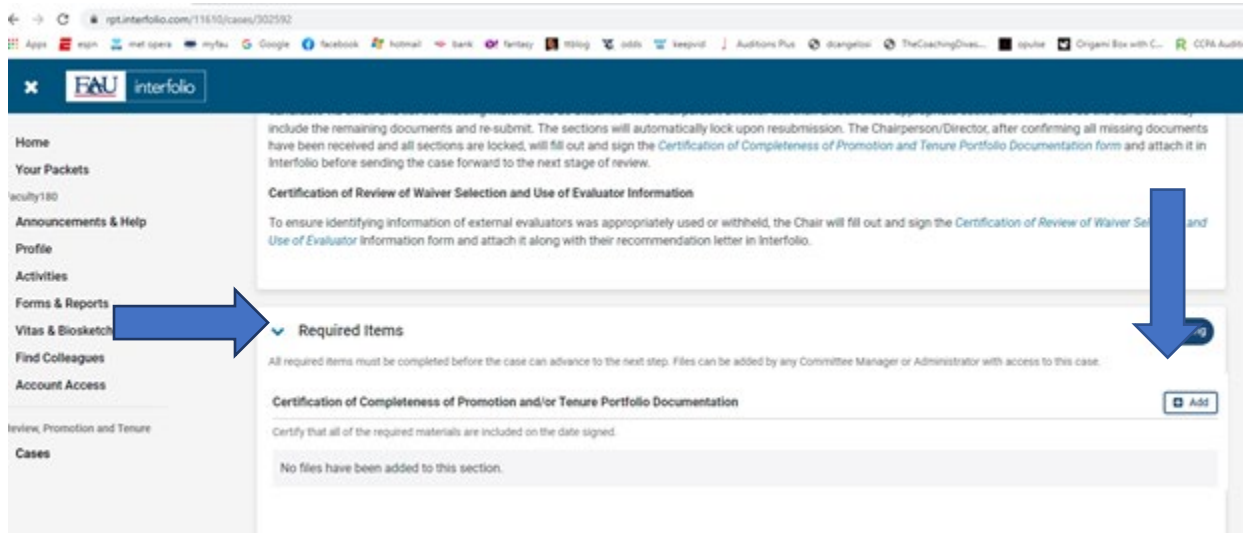 rpt.interfolio.com/11610/cases/302592
Apps espn met opera myfau Google facebook hotmail bank fantasy odds keepvid Auditions Plus dcangelosi TheCoachingDivas... opulse Origami Box with C... CCPA Audit
FAU interfolio
include the remaining documents and re-submit. The sections will automatically lock upon resubmission. The Chairperson/Director, after confirming all missing documents
have been received and all sections are locked, will fill out and sign the Certification of Completeness of Promotion and Tenure Portfolio Documentation form and attach it in
Interfolio before sending the case forward to the next stage of review.
Certification of Review of Waiver Selection and Use of Evaluator Information
To ensure identifying information of external evaluators was appropriately used or withheld, the Chair will fill out and sign the Certification of Review of Waiver Sel and
Use of Evaluator Information form and attach it along with their recommendation letter in Interfolio.
Home
Your Packets
aculty180
Announcements & Help
Profile
Activities
Forms & Reports
Vitas & Biosketch
Find Colleagues
Account Access
eview, Promotion and Tenure
Cases
Required Items
All required items must be completed before the case can advance to the next step. Files can be added by any Committee Manager or Administrator with access to this case.
Certification of Completeness of Promotion and/or Tenure Portfolio Documentation
Add
Certify that all of the required materials are included on the date signed.
No files have been added to this section.